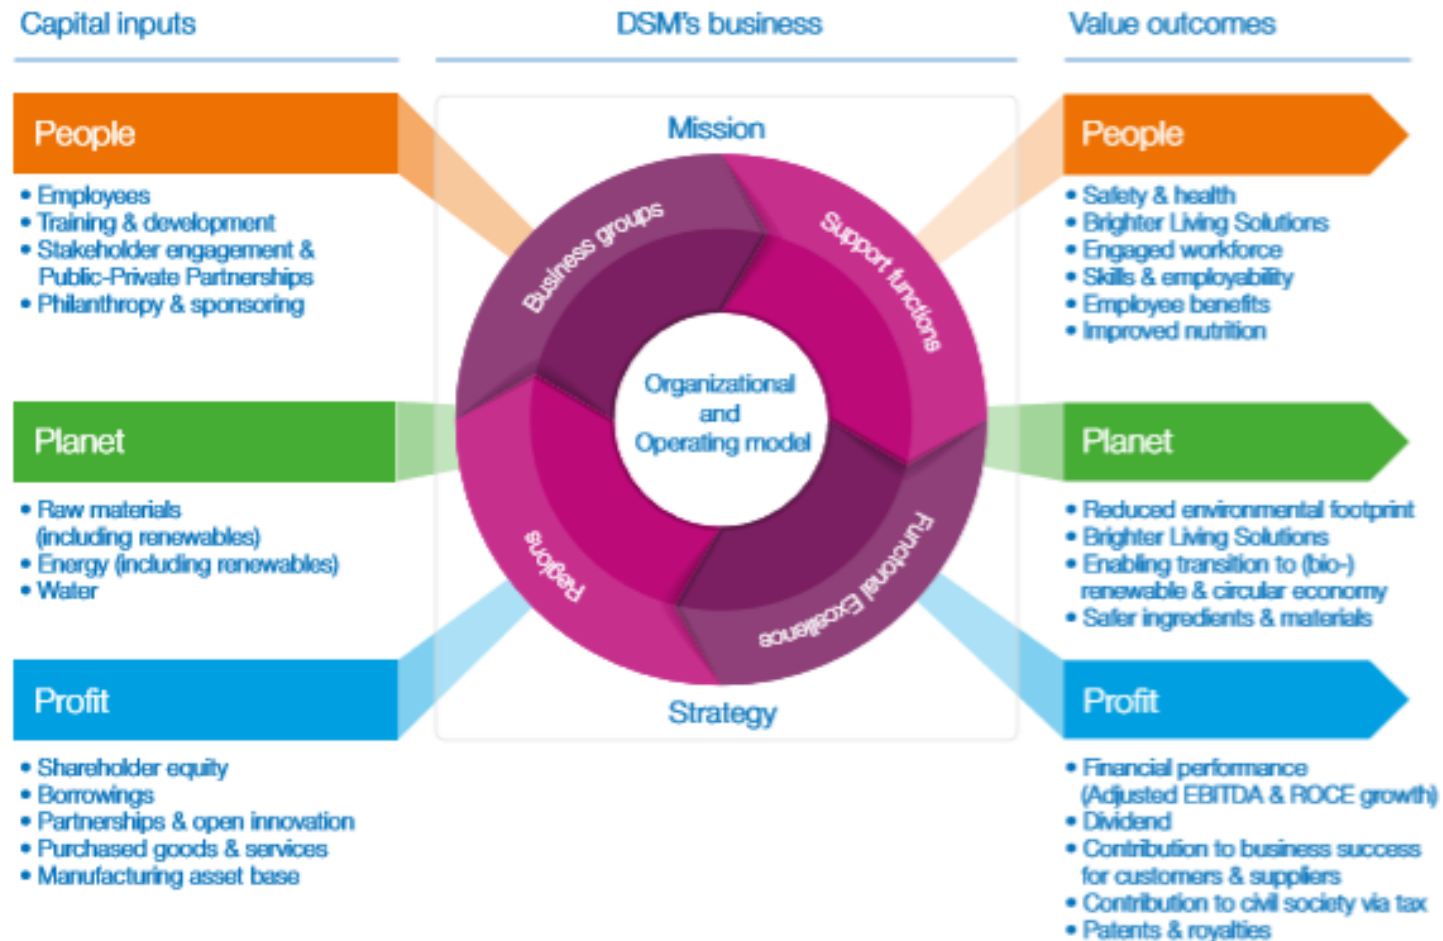 Capital inputs
People
• Employees
• Training & development
• Stakeholder engagement &
Public-Private Partnerships
• Philanthropy & sponsoring
Planet
• Raw materials
(including renewables)
• Energy (including renewables)
• Water
Profit
• Shareholder equity
• Borrowings
• Partnerships & open innovation
• Purchased goods & services
• Manufacturing asset base
DSM's business
Mission
Business groups
Support functions
Organizational
and
Operating model
Regions
Functional Excellence
Strategy
Value outcomes
People
• Safety & health
• Brighter Living Solutions
• Engaged workforce
• Skills & employability
• Employee benefits
• Improved nutrition
Planet
• Reduced environmental footprint
• Brighter Living Solutions
• Enabling transition to (bio-)
renewable & circular economy
• Safer ingredients & materials
Profit
• Financial performance
(Adjusted EBITDA & ROCE growth)
• Dividend
• Contribution to business success
for customers & suppliers
• Contribution to civil society via tax
• Patents & royalties